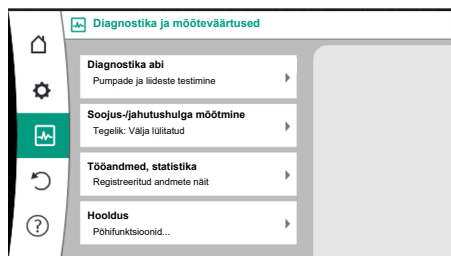 Diagnostika ja mõõteväärtused
Diagnostika abi
Pumpade ja liideste testimine
Soojus-/jahutushulga mõõtmine
Tegelik: Välja lülitatud
Tööandmed, statistika
Registreeritud andmete näit
Hooldus
Põhifunktsioonid...
?